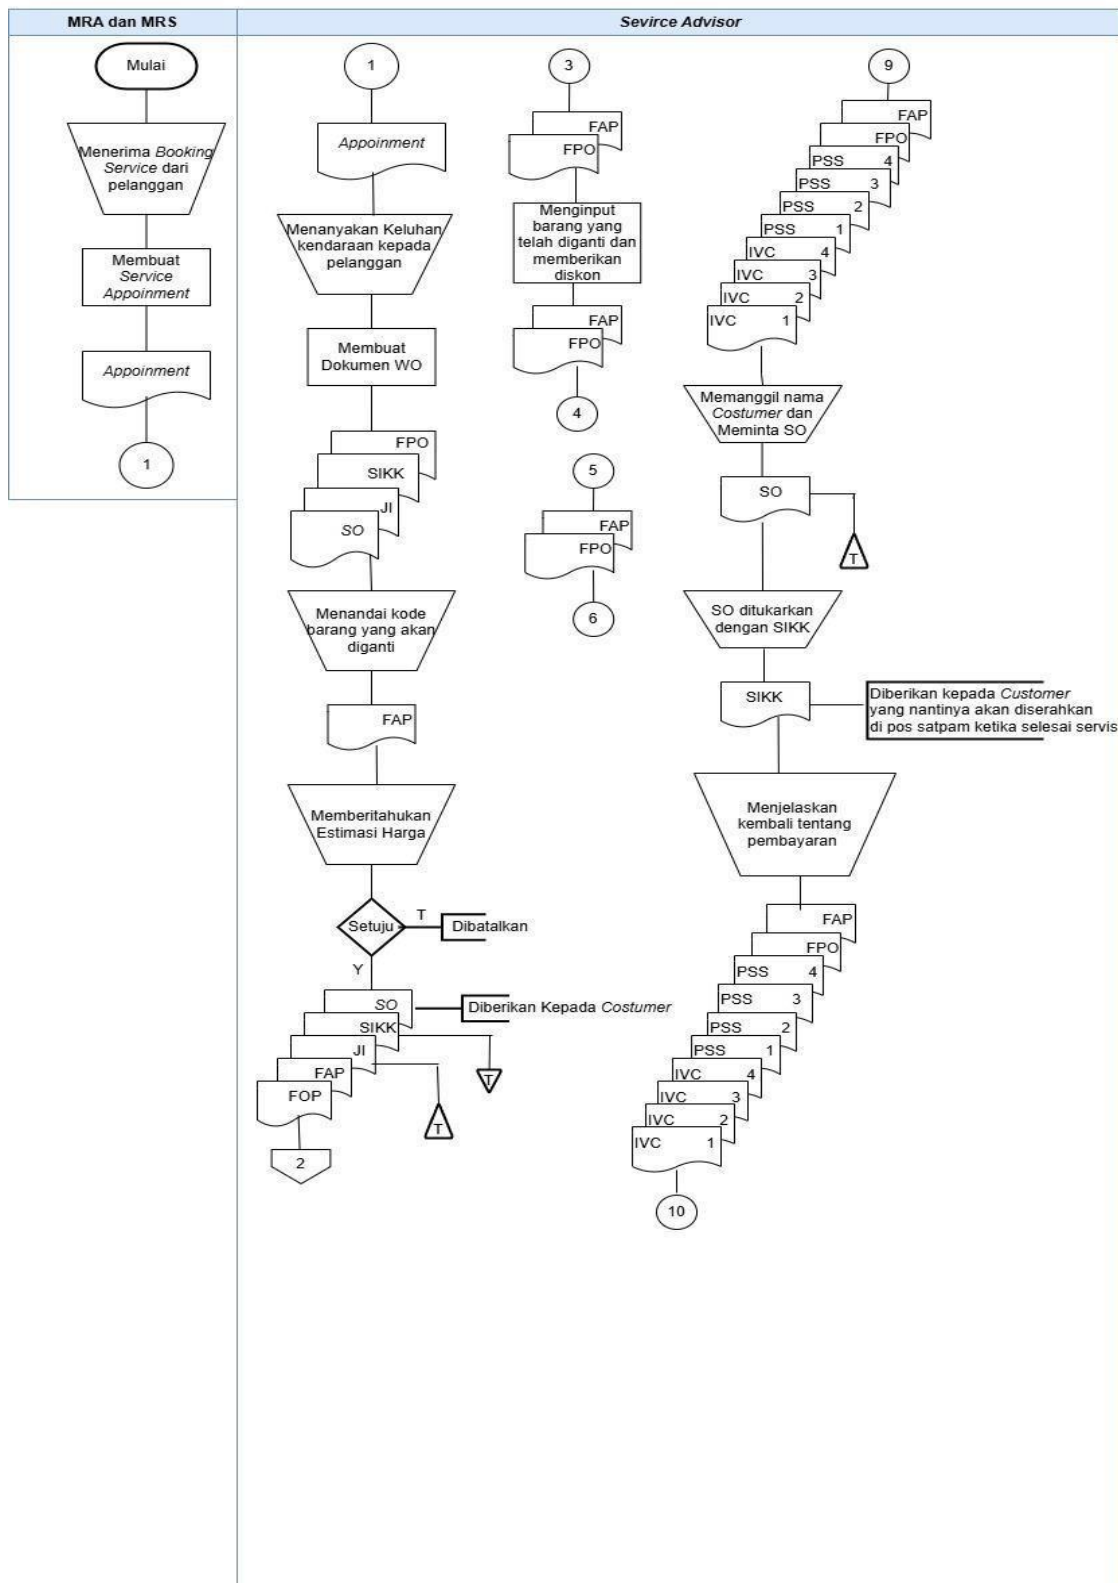 MRA dan MRS
Sevirce Advisor
Mulai
Menerima Booking
Service dari
pelanggan
Membuat
Service
Appoinment
Appoinment
1
1
Appoinment
Menanyakan Keluhan
kendaraan kepada
pelanggan
Membuat
Dokumen WO
FPO
SIKK
JI
SO
Menandai kode
barang yang akan
diganti
FAP
Memberitahukan
Estimasi Harga
Setuju
T
Dibatalkan
Y
SO
Diberikan Kepada Costumer
SIKK
JI
FAP
FOP
T
T
2
3
FAP
FPO
Menginput
barang yang
telah diganti dan
memberikan
diskon
FAP
FPO
4
5
FAP
FPO
6
9
FAP
FPO
PSS 4
PSS 3
PSS 2
PSS 1
IVC 4
IVC 3
IVC 2
IVC 1
Memanggil nama
Costumer dan
Meminta SO
SO
T
SO ditukarkan
dengan SIKK
SIKK
Diberikan kepada Customer
yang nantinya akan diserahkan
di pos satpam ketika selesai servis
Menjelaskan
kembali tentang
pembayaran
FAP
FPO
PSS 4
PSS 3
PSS 2
PSS 1
IVC 4
IVC 3
IVC 2
IVC 1
10